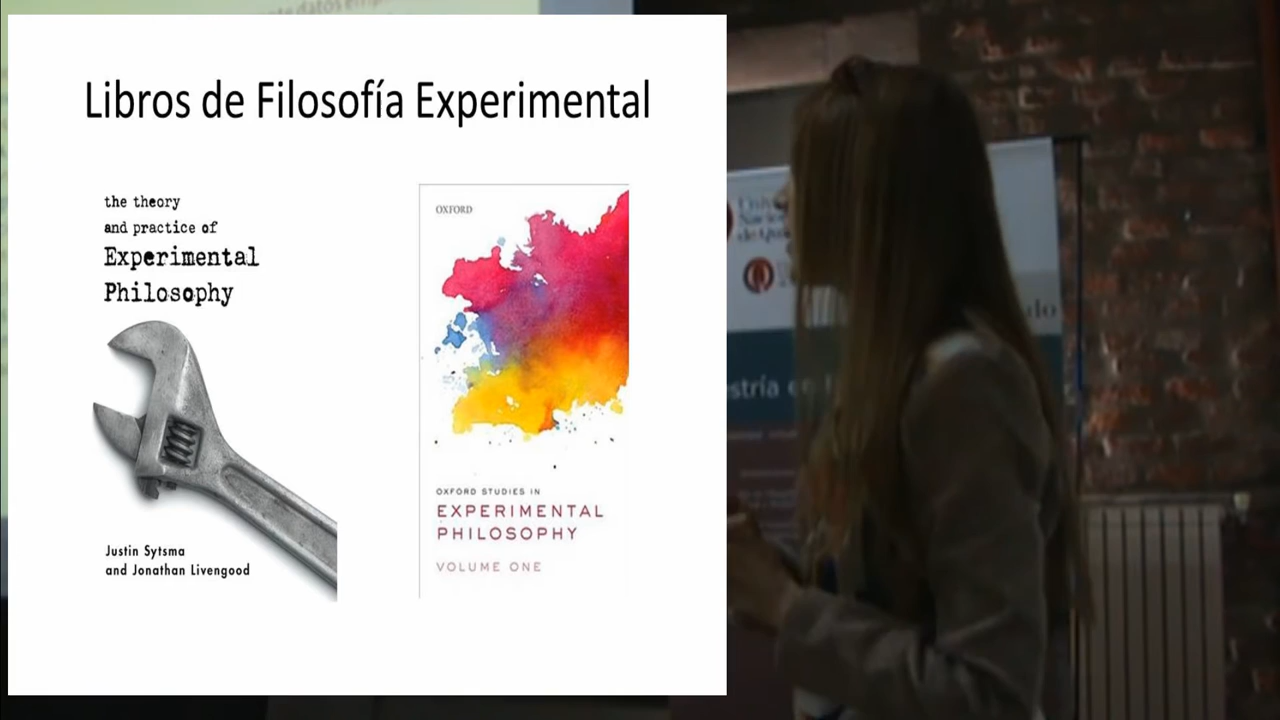 Libros de Filosofía Experimental
the theory
and practice of
Experimental
Philosophy
Justin Sytsma
and Jonathan Livengood
OXFORD
OXFORD STUDIES IN
EXPERIMENTAL
PHILOSOPHY
VOLUME ONE